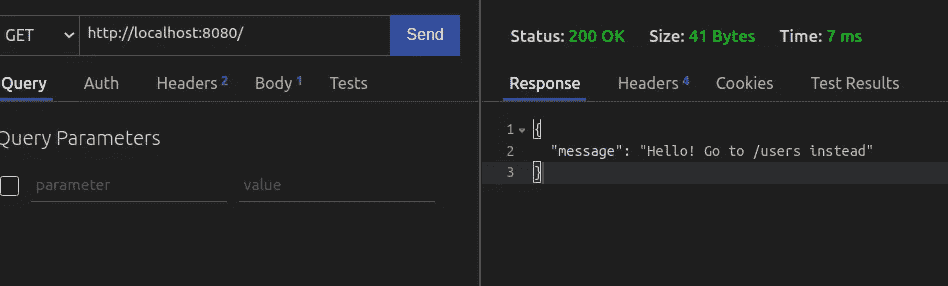 GET http://localhost:8080/ Send
Query Auth Headers 2 Body 1 Tests
Query Parameters
parameter value
Status: 200 OK Size: 41 Bytes Time: 7 ms
Response Headers 4 Cookies Test Results
1 {
2 "message": "Hello! Go to /users instead"
3 }